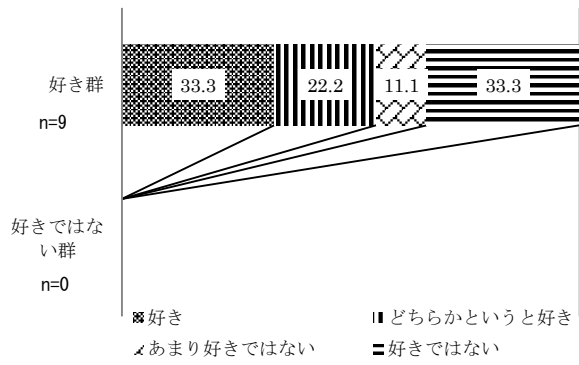 好き群
n=9
33.3
22.2
11.1
33.3
好きではな
い群
n=0
好き
どちらかというと好き
あまり好きではない
好きではない